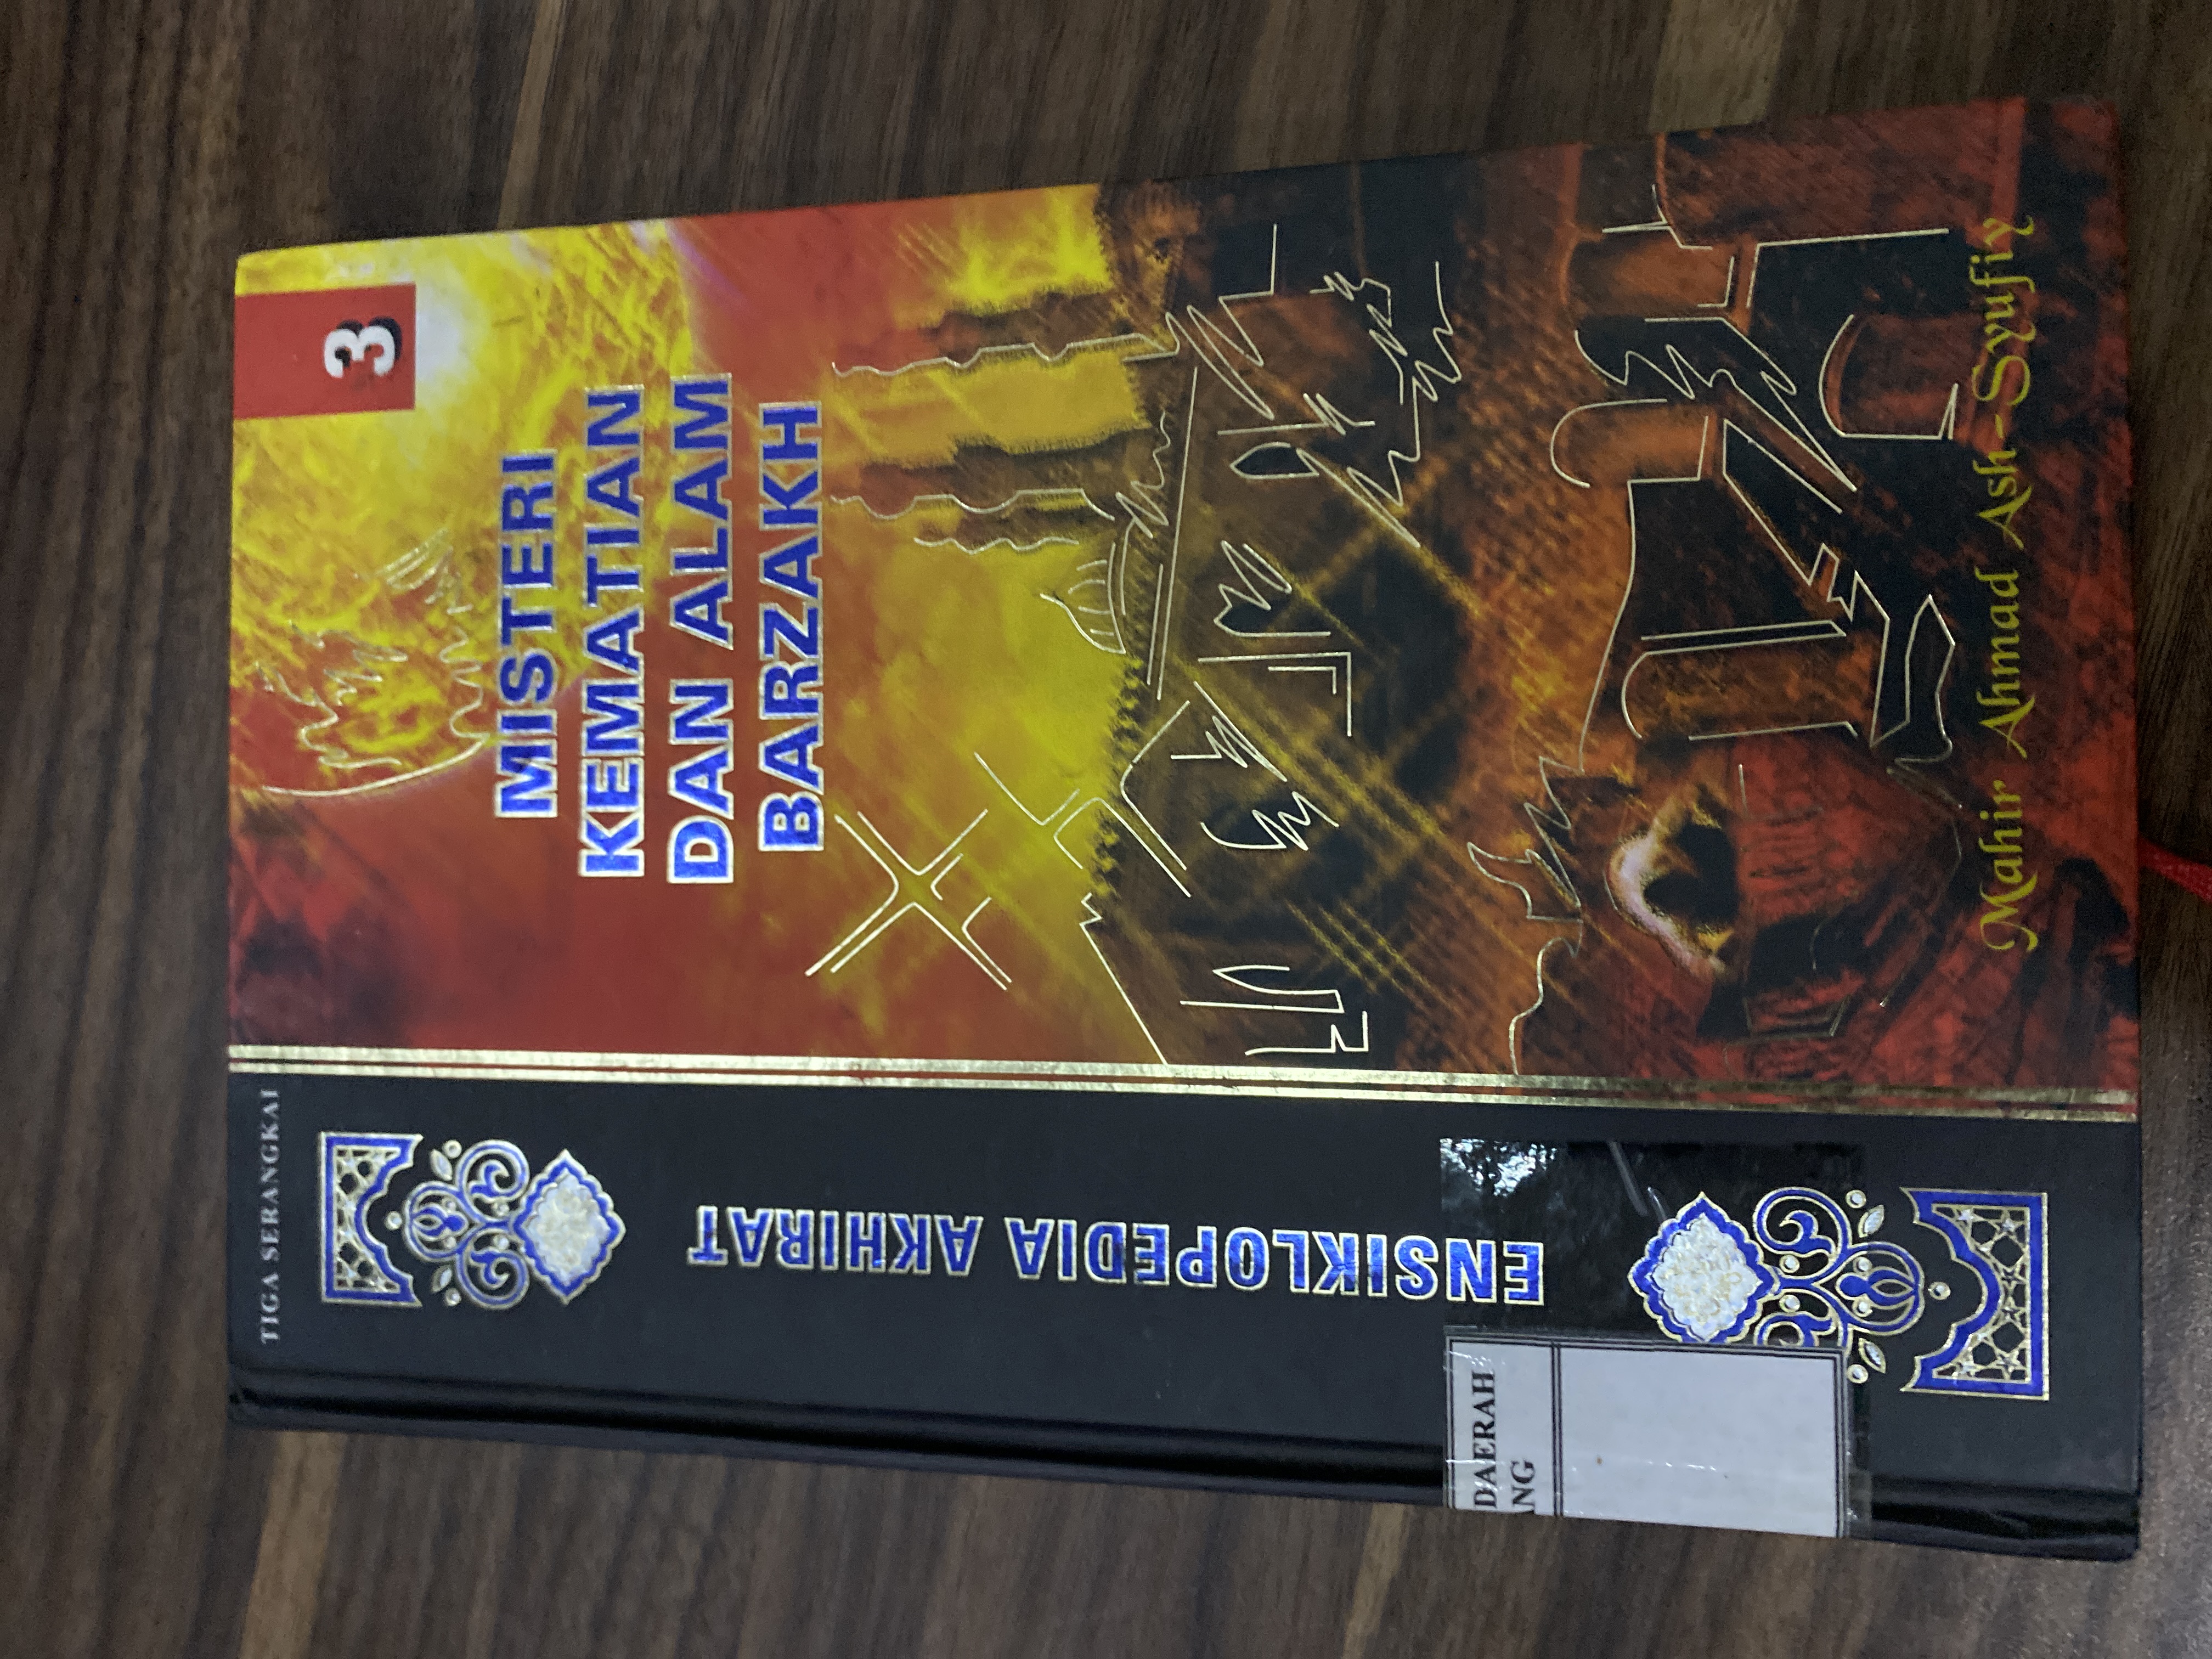 TIGA SERANGKAI
3
MISTERI
KEMATIAN
DAN ALAM
BARZAKH
ENSIKLOPEDIA AKHIRAT
Mahir Ahmad Ash-Syufiy
DAERAH
NG